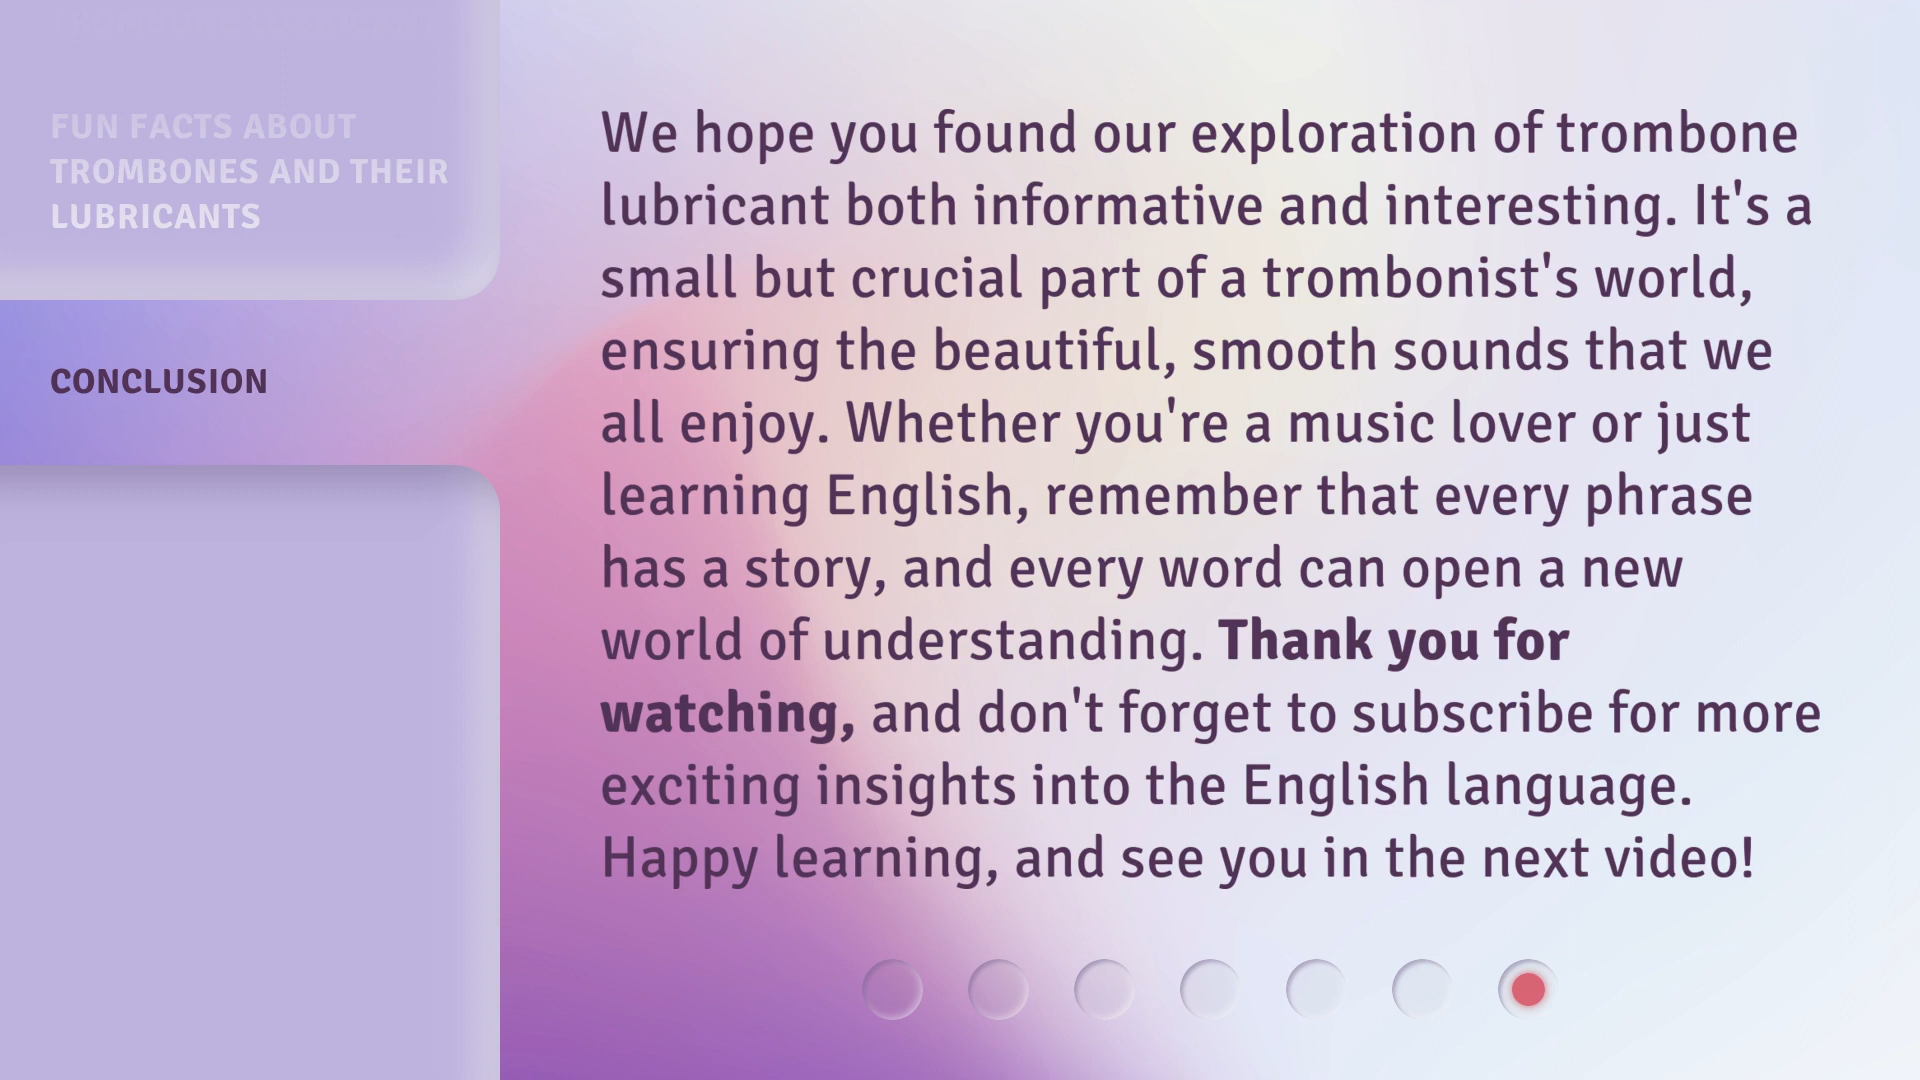 FUN FACTS ABOUT
TROMBONES AND THEIR
LUBRICANTS
CONCLUSION
We hope you found our exploration of trombone
lubricant both informative and interesting. It's a
small but crucial part of a trombonist's world,
ensuring the beautiful, smooth sounds that we
all enjoy. Whether you're a music lover or just
learning English, remember that every phrase
has a story, and every word can open a new
world of understanding. Thank you for
watching, and don't forget to subscribe for more
exciting insights into the English language.
Happy learning, and see you in the next video!